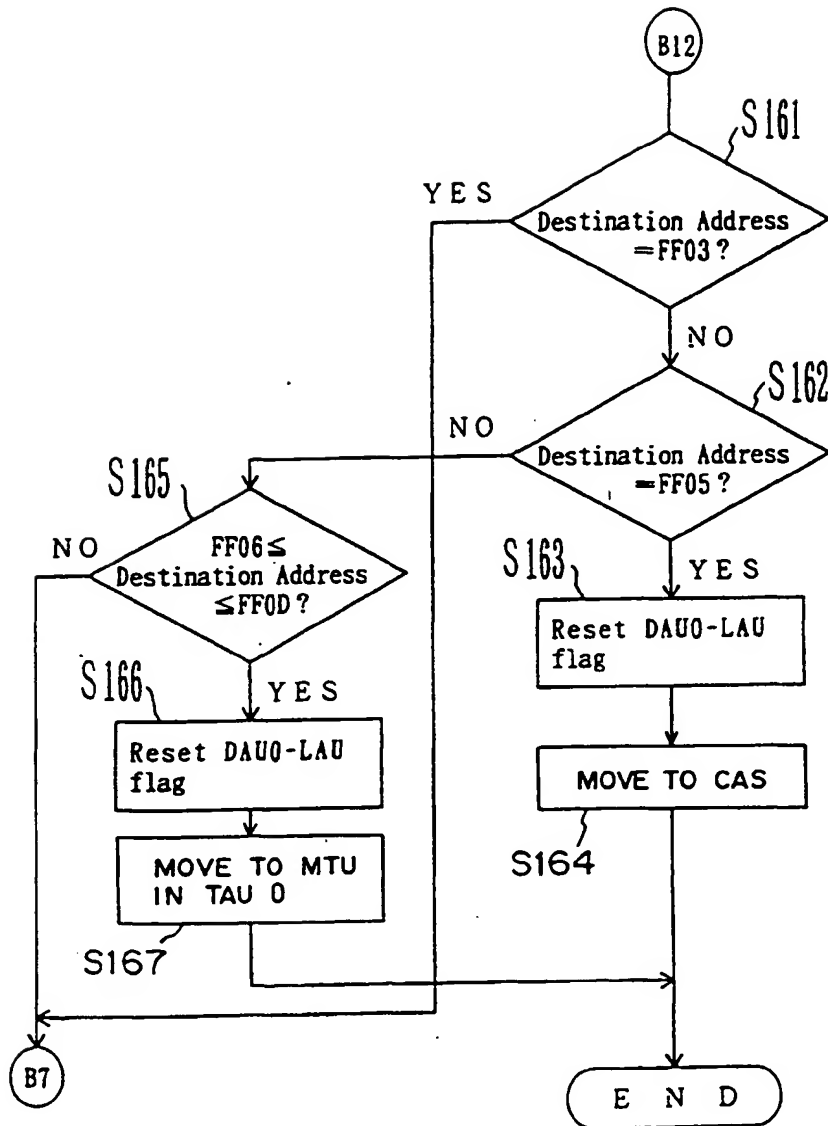 B12
S161
YES
Destination Address
=FF03?
NO
S162
NO
Destination Address
=FF05?
S165
NO
FF06≦
Destination Address
≦FF0D?
S163
YES
Reset DAU0-LAU
flag
S166
YES
Reset DAU0-LAU
flag
MOVE TO CAS
S164
MOVE TO MTU
IN TAU 0
S167
B7
E N D